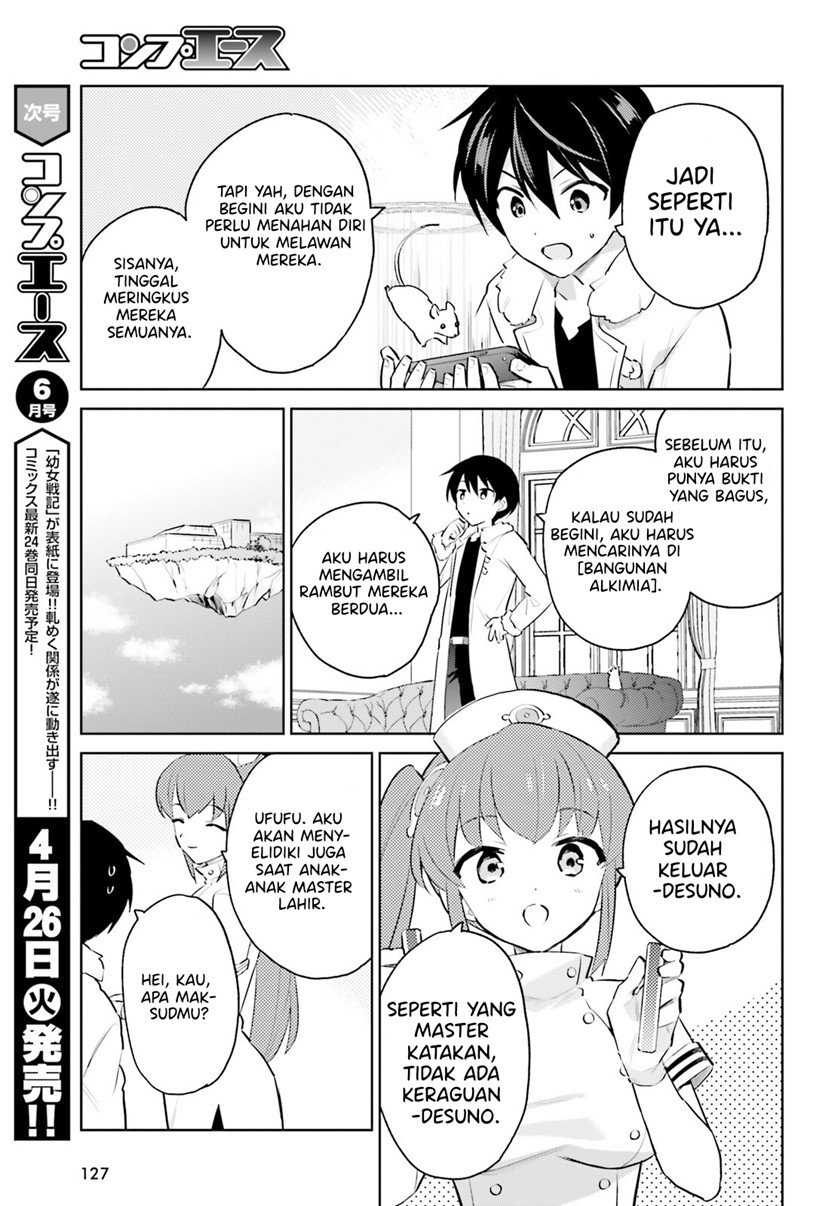 コンプエース
JADI
SEPERTI
ITU YA...
TAPI YAH, DENGAN
BEGINI AKU TIDAK
PERLU MENAHAN DIRI
UNTUK MELAWAN
MEREKA.
SISANYA,
TINGGAL
MERINGKUS
MEREKA
SEMUANYA.
SEBELUM ITU,
AKU HARUS
PUNYA BUKTI
YANG BAGUS,
KALAU SUDAH
BEGINI, AKU HARUS
MENCARINYA DI
[BANGUNAN
ALKIMIA].
AKU HARUS
MENGAMBIL
RAMBUT MEREKA
BERDUA...
HASILNYA
SUDAH
KELUAR
-DESUNO.
SEPERTI YANG
MASTER
KATAKAN,
TIDAK ADA
KERAGUAN
-DESUNO.
UFUFU. AKU
AKAN MENY-
ELIDIKI JUGA
SAAT ANAK-
ANAK MASTER
LAHIR.
HEI, KAU,
APA MAK-
SUDMU?
次号
コンプエース
6
月号
「幼女戦記」が表紙に登場!!軋めく関係が遂に動き出す──!!
コミックス最新24巻同日発売予定!
4月26日火発売!!
127